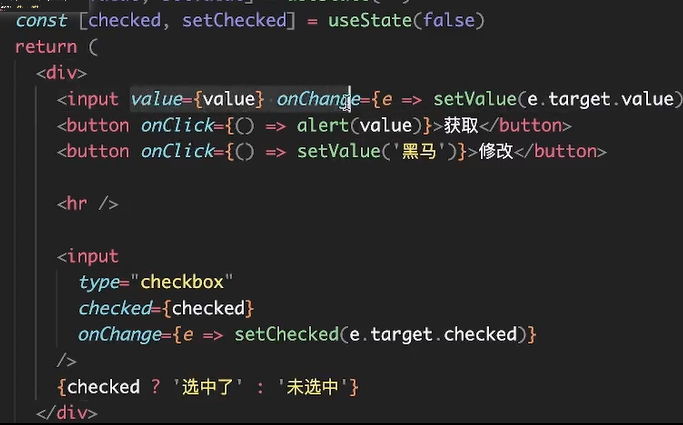 const [checked, setChecked] = useState(false)
return (
<div>
<input value={value} onChange={e => setValue(e.target.value)
<button onClick={() => alert(value)}>获取</button>
<button onClick={() => setValue('黑马')}>修改</button>
<hr />
<input
type="checkbox"
checked={checked}
onChange={e => setChecked(e.target.checked)}
/>
{checked ? '选中了' : '未选中'}
</div>